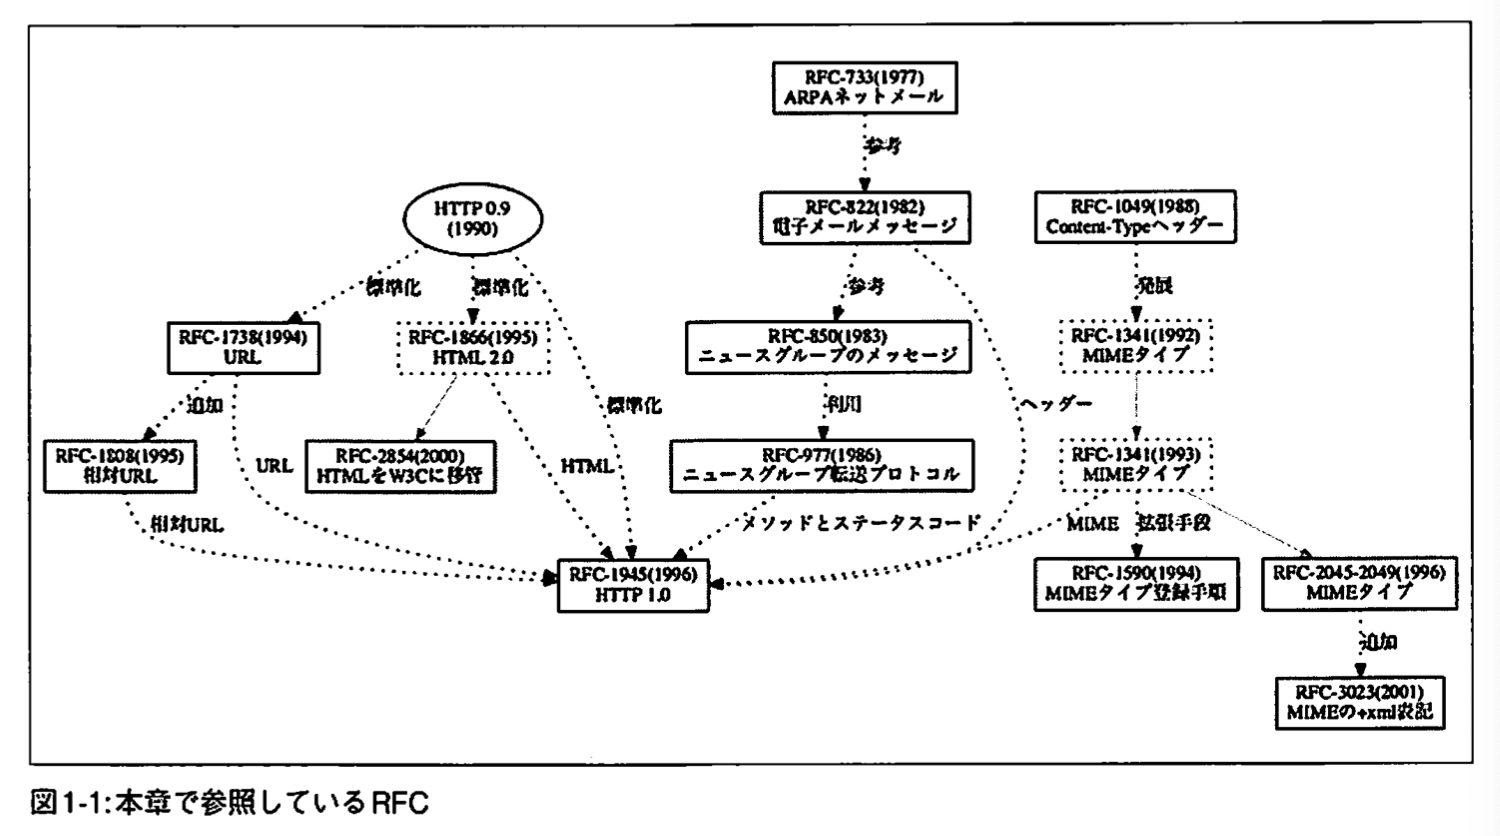 RFC-733(1977)
ARPAネットメール
参考
HTTP 0.9
(1990)
RFC-822(1982)
電子メールメッセージ
RFC-1049(1988)
Content-Typeヘッダー
標準化
標準化
参考
発展
RFC-1738(1994)
URL
RFC-1866(1995)
HTML 2.0
RFC-850(1983)
ニュースグループのメッセージ
RFC-1341(1992)
MIMEタイプ
追加
標準化
利用
ヘッダー
RFC-1808(1995)
相対URL
URL
RFC-2854(2000)
HTMLをW3Cに移管
HTML
RFC-977(1986)
ニュースグループ転送プロトコル
RFC-1341(1993)
MIMEタイプ
相対URL
メソッドとステータスコード
MIME
拡張手段
RFC-1945(1996)
HTTP 1.0
RFC-1590(1994)
MIMEタイプ登録手順
RFC-2045-2049(1996)
MIMEタイプ
追加
RFC-3023(2001)
MIMEの+xml表記
図1-1:本章で参照しているRFC